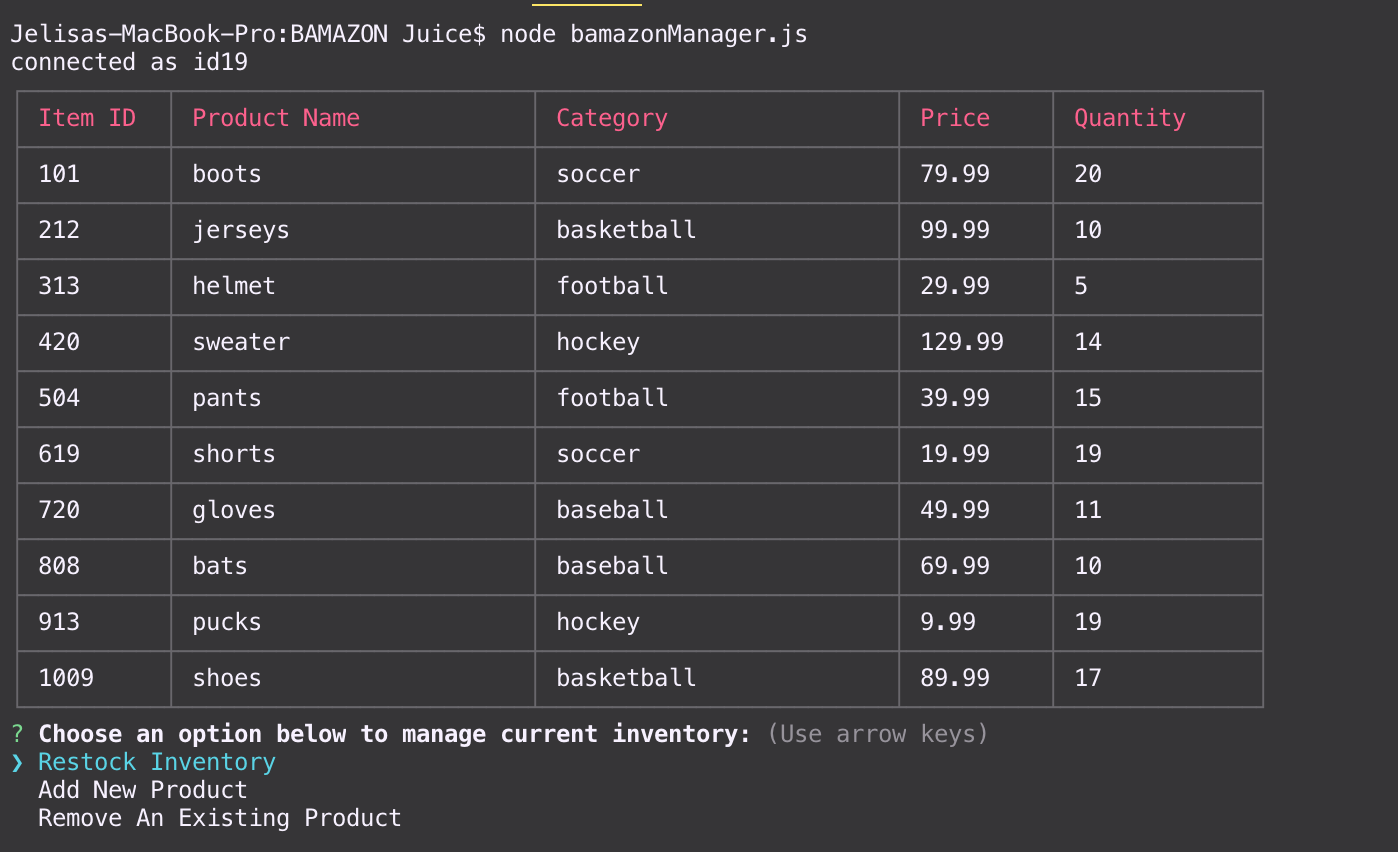 Jelisas-MacBook-Pro:BAMAZON Juice$ node bamazonManager.js
connected as id19
Item ID Product Name Category Price Quantity
101 boots soccer 79.99 20
212 jerseys basketball 99.99 10
313 helmet football 29.99 5
420 sweater hockey 129.99 14
504 pants football 39.99 15
619 shorts soccer 19.99 19
720 gloves baseball 49.99 11
808 bats baseball 69.99 10
913 pucks hockey 9.99 19
1009 shoes basketball 89.99 17
? Choose an option below to manage current inventory: (Use arrow keys)
❯ Restock Inventory
Add New Product
Remove An Existing Product